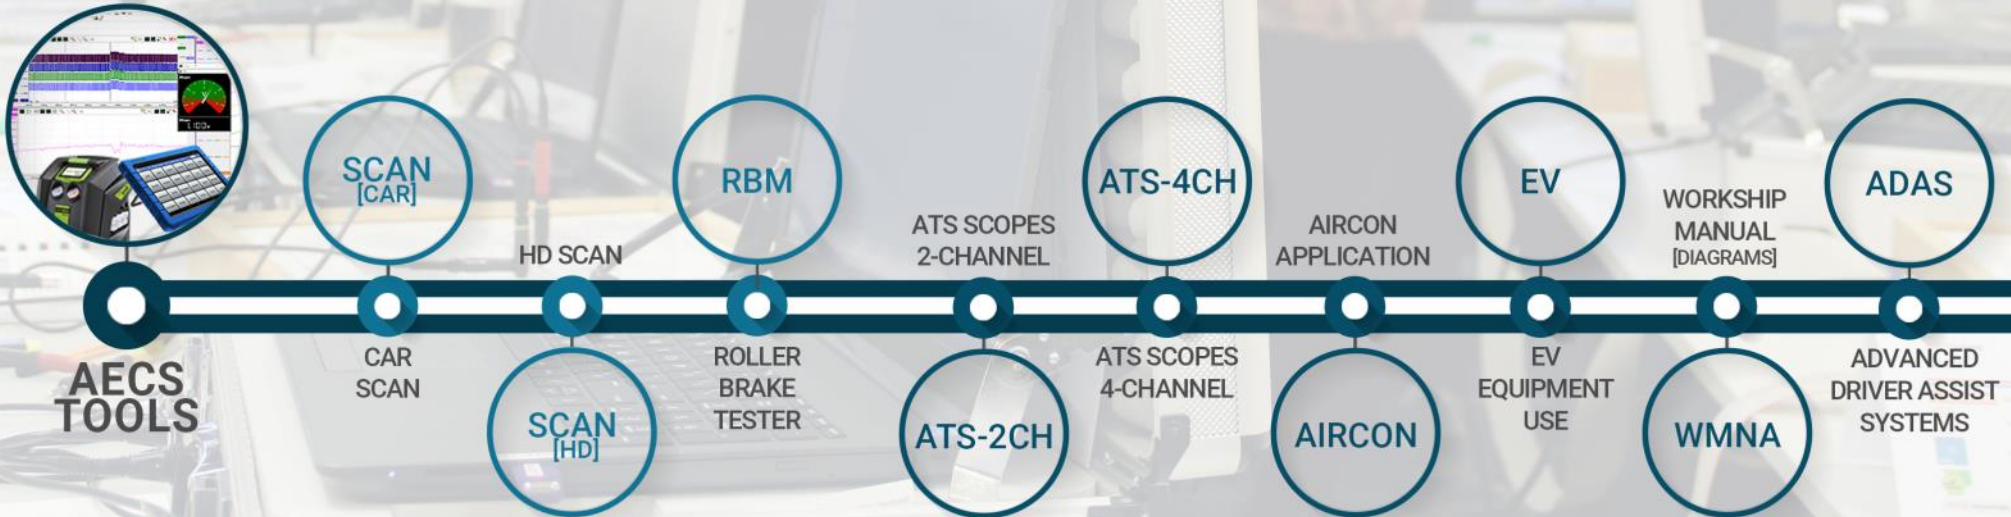 AECS
TOOLS
SCAN
[CAR]
CAR
SCAN
HD SCAN
SCAN
[HD]
RBM
ROLLER
BRAKE
TESTER
ATS SCOPES
2-CHANNEL
ATS-2CH
ATS-4CH
ATS SCOPES
4-CHANNEL
AIRCON
APPLICATION
AIRCON
EV
EV
EQUIPMENT
USE
WORKSHIP
MANUAL
[DIAGRAMS]
WMNA
ADAS
ADVANCED
DRIVER ASSIST
SYSTEMS